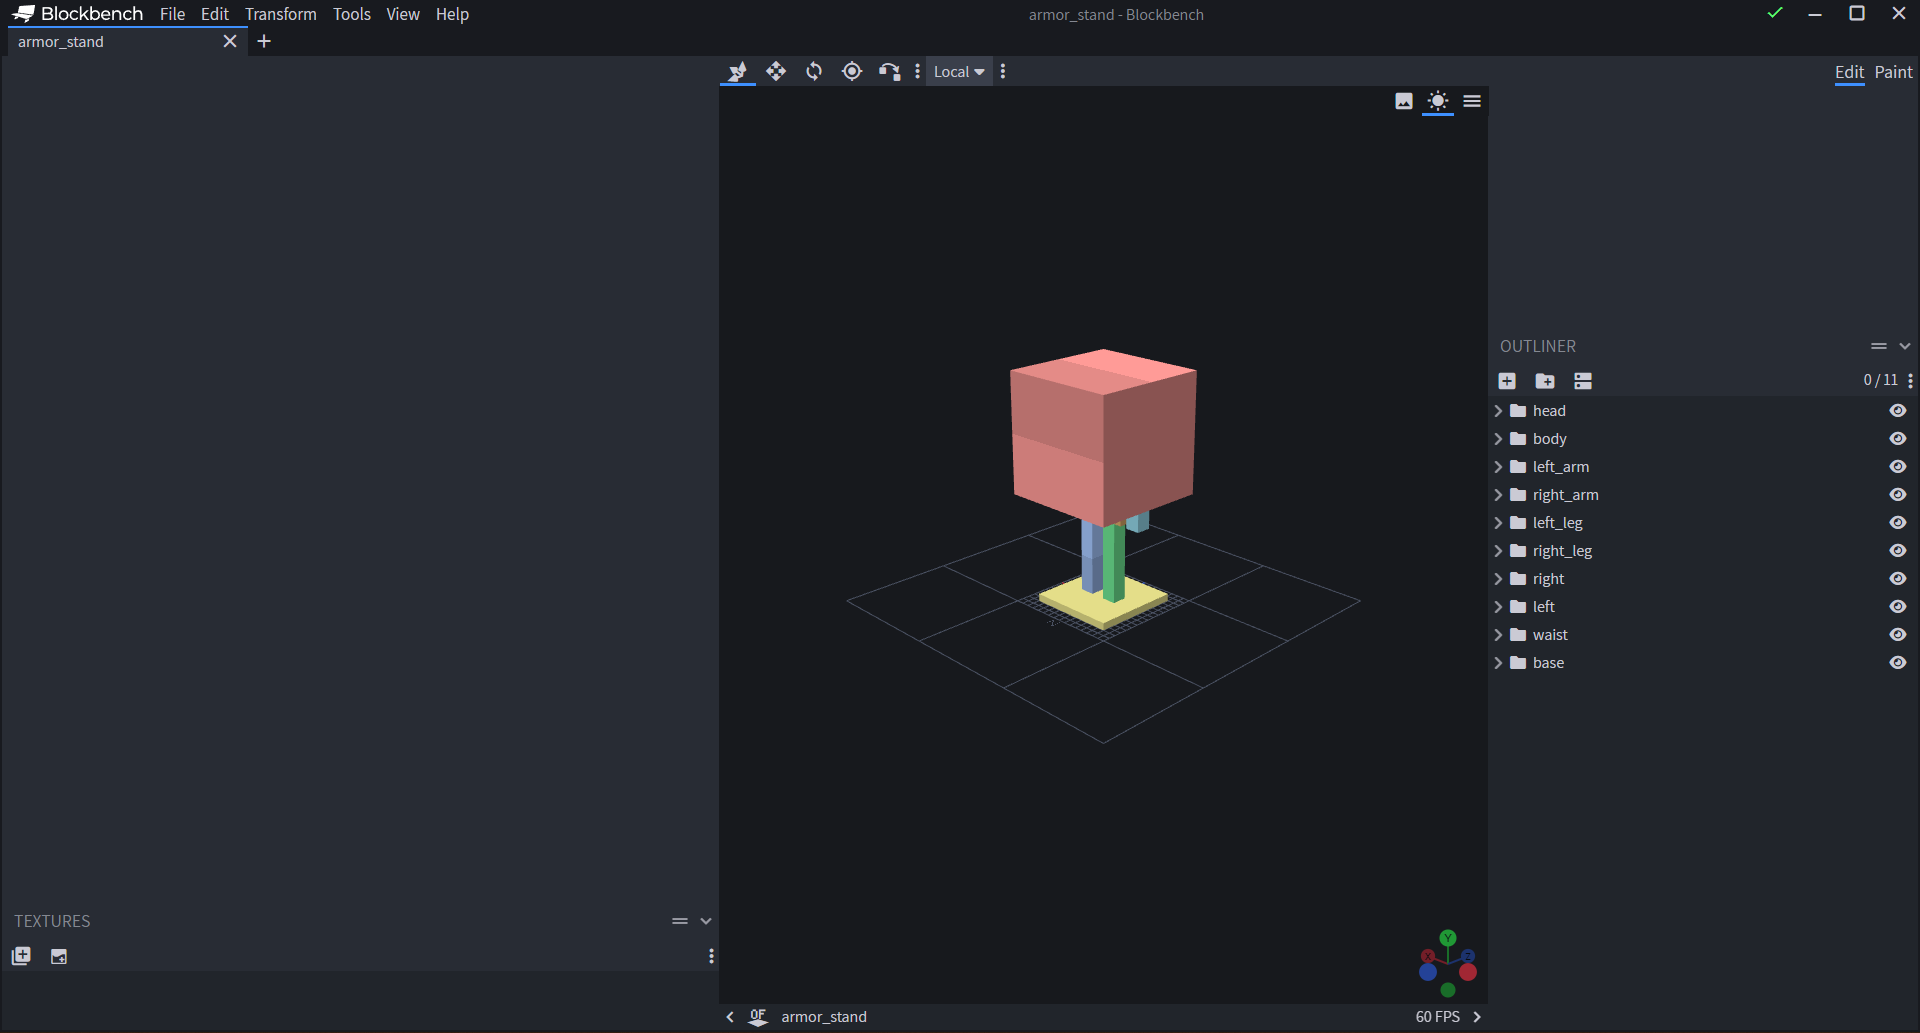 Blockbench File Edit Transform Tools View Help armor_stand - Blockbench
armor_stand
Local
Edit Paint
OUTLINER
0 / 11
head
body
left_arm
right_arm
left_leg
right_leg
right
left
waist
base
TEXTURES
Y
X
Z
OF armor_stand 60 FPS